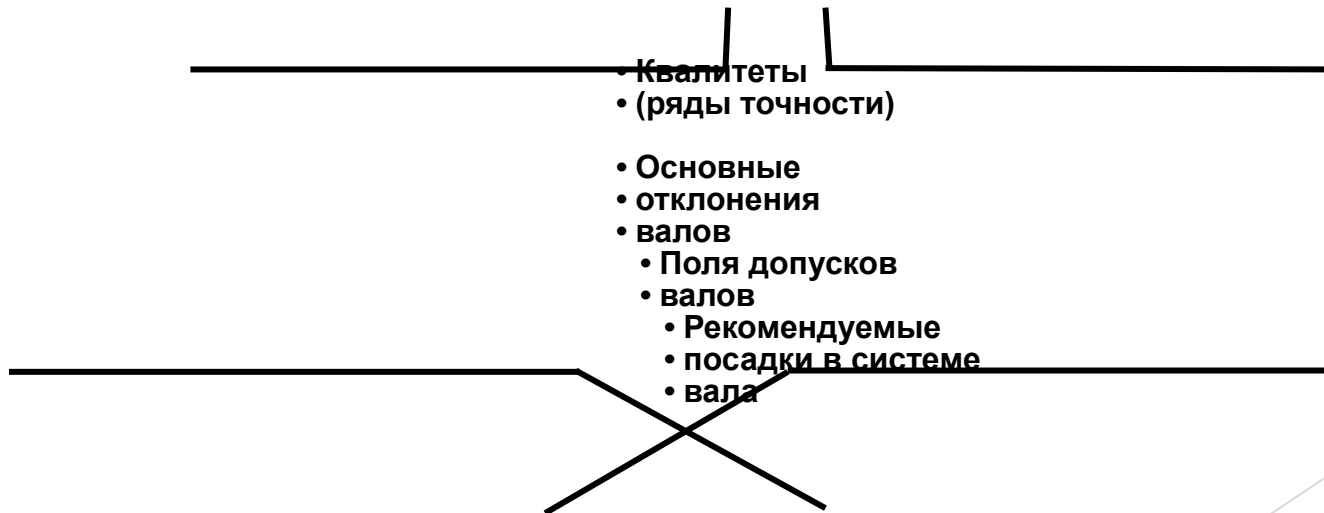 • Квалитеты
• (ряды точности)
• Основные
• отклонения
• валов
• Поля допусков
• валов
• Рекомендуемые
• посадки в системе
• вала